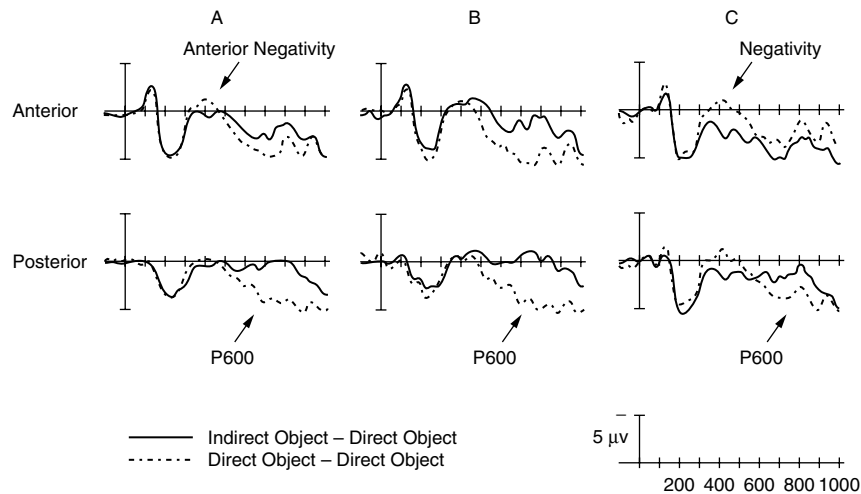 A B C
Anterior Negativity Negativity
Anterior
Posterior
P600 P600 P600
Indirect Object – Direct Object
Direct Object – Direct Object
5 μv
200 400 600 800 1000